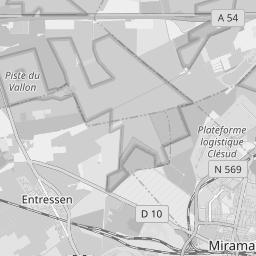 A 54
Piste du
Vallon
Plateforme
logistique
Clésud
N 569
Entressen
D 10
Mirama